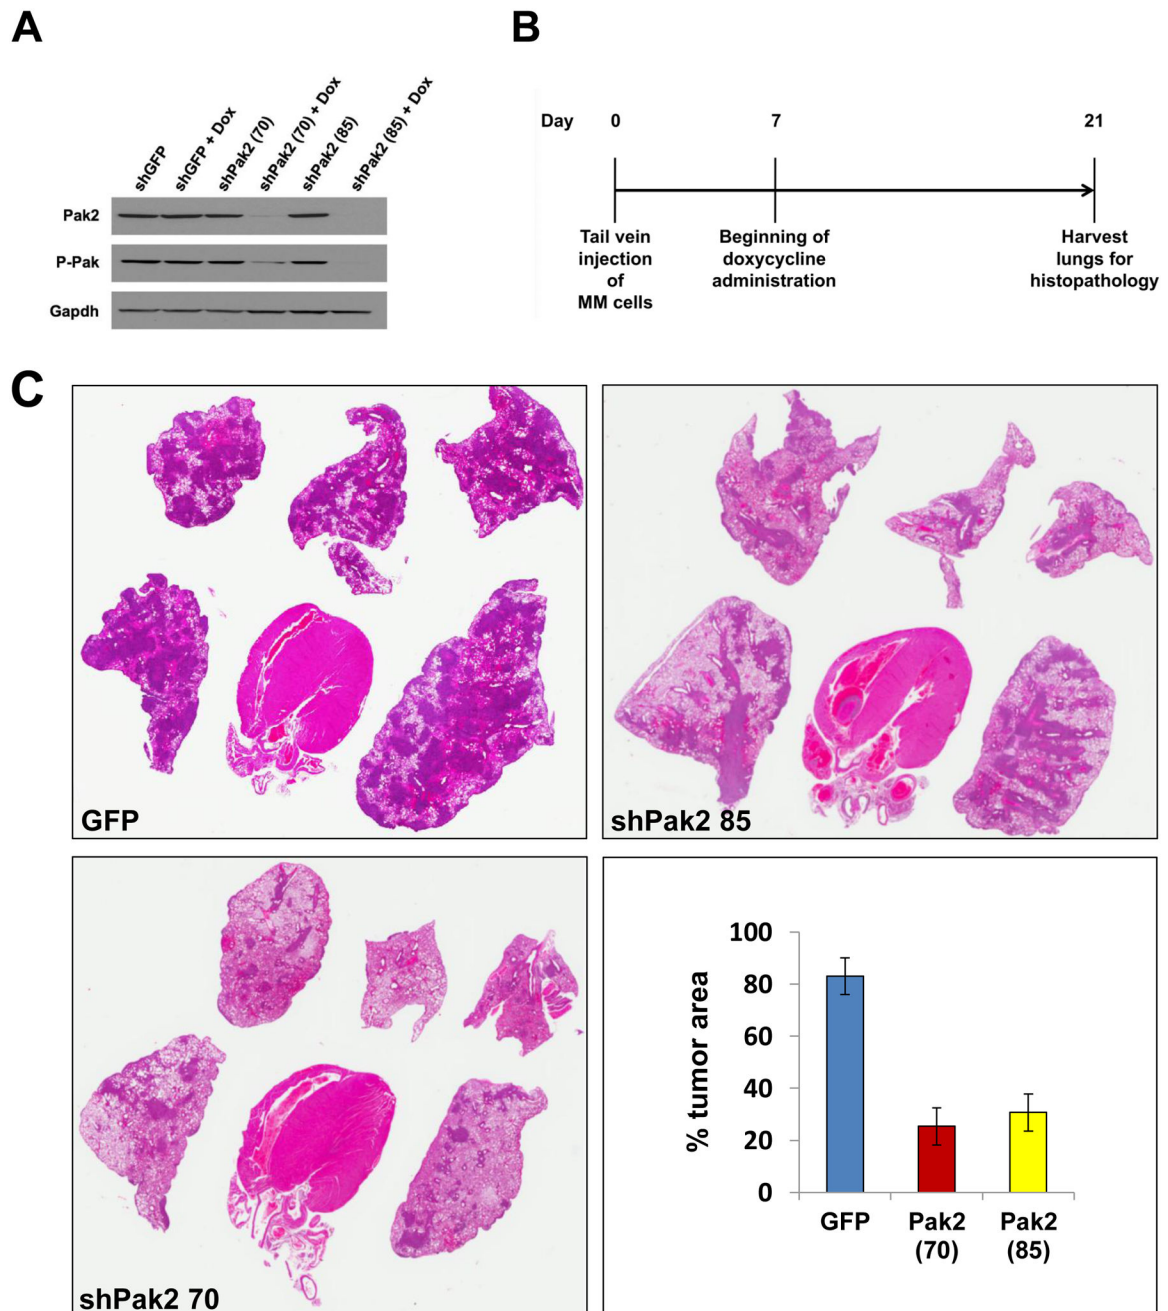 A
shGFP
shGFP + Dox
shPak2 (70)
shPak2 (70) + Dox
shPak2 (85)
shPak2 (85) + Dox
Pak2
P-Pak
Gapdh
B
Day 0 7 21
Tail vein
injection
of
MM cells
Beginning of
doxycycline
administration
Harvest
lungs for
histopathology
C
GFP
shPak2 85
shPak2 70
% tumor area
100
80
60
40
20
0
GFP
Pak2
(70)
Pak2
(85)